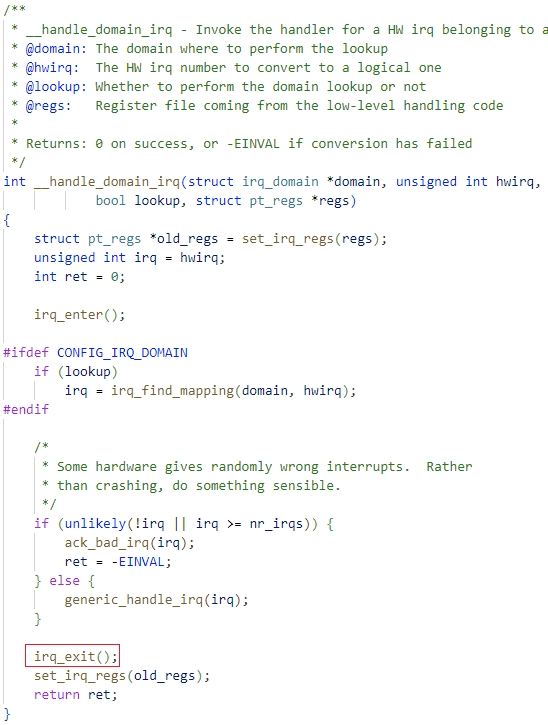 /**
 * __handle_domain_irq - Invoke the handler for a HW irq belonging to a
 * @domain: The domain where to perform the lookup
 * @hwirq:  The HW irq number to convert to a logical one
 * @lookup: Whether to perform the domain lookup or not
 * @regs:   Register file coming from the low-level handling code
 *
 * Returns: 0 on success, or -EINVAL if conversion has failed
 */
int __handle_domain_irq(struct irq_domain *domain, unsigned int hwirq,
            bool lookup, struct pt_regs *regs)
{
    struct pt_regs *old_regs = set_irq_regs(regs);
    unsigned int irq = hwirq;
    int ret = 0;

    irq_enter();

#ifdef CONFIG_IRQ_DOMAIN
    if (lookup)
        irq = irq_find_mapping(domain, hwirq);
#endif

    /*
     * Some hardware gives randomly wrong interrupts.  Rather
     * than crashing, do something sensible.
     */
    if (unlikely(!irq || irq >= nr_irqs)) {
        ack_bad_irq(irq);
        ret = -EINVAL;
    } else {
        generic_handle_irq(irq);
    }

    irq_exit();
    set_irq_regs(old_regs);
    return ret;
}